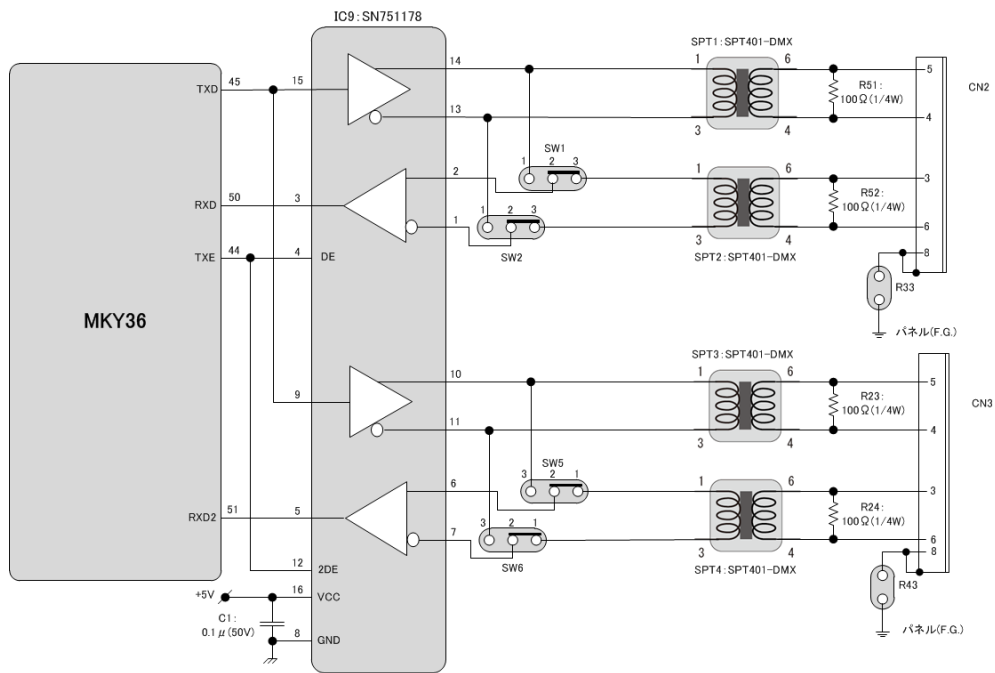 IC9:SN751178
MKY36
TXD 45 15
RXD 50 3
TXE 44 4 DE
9
RXD2 51 5
12 2DE
+5V 16 VCC
C1:
0.1μ(50V)
8 GND
14
13
2
1
SW1
1 2 3
1 2 3
SW2
SPT1:SPT401-DMX
1 6
3 4
R51:
100Ω(1/4W)
5
4
CN2
1 6
3 4
SPT2:SPT401-DMX
R52:
100Ω(1/4W)
3
6
8
R33
パネル(F.G.)
10
11
6
7
SW5
3 2 1
3 2 1
SW6
SPT3:SPT401-DMX
1 6
3 4
R23:
100Ω(1/4W)
5
4
CN3
1 6
3 4
SPT4:SPT401-DMX
R24:
100Ω(1/4W)
3
6
8
R43
パネル(F.G.)